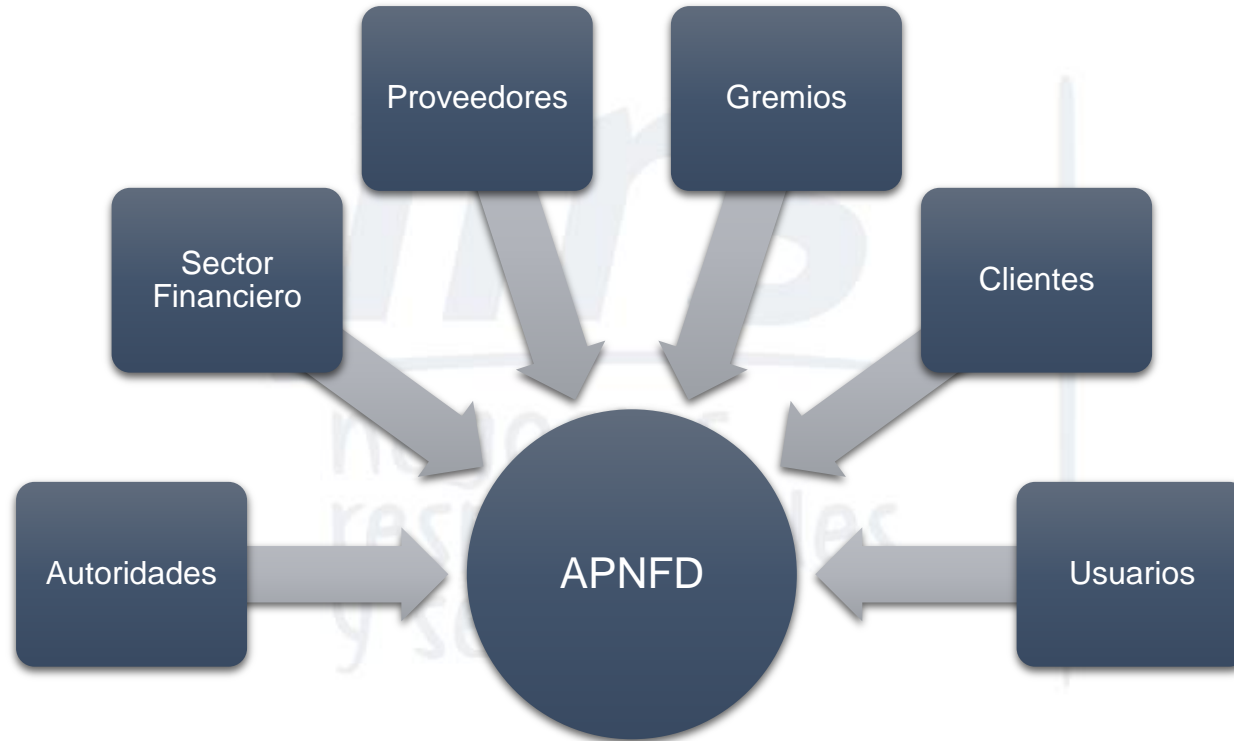 Proveedores
Gremios
Sector
Financiero
Clientes
Autoridades
APNFD
Usuarios